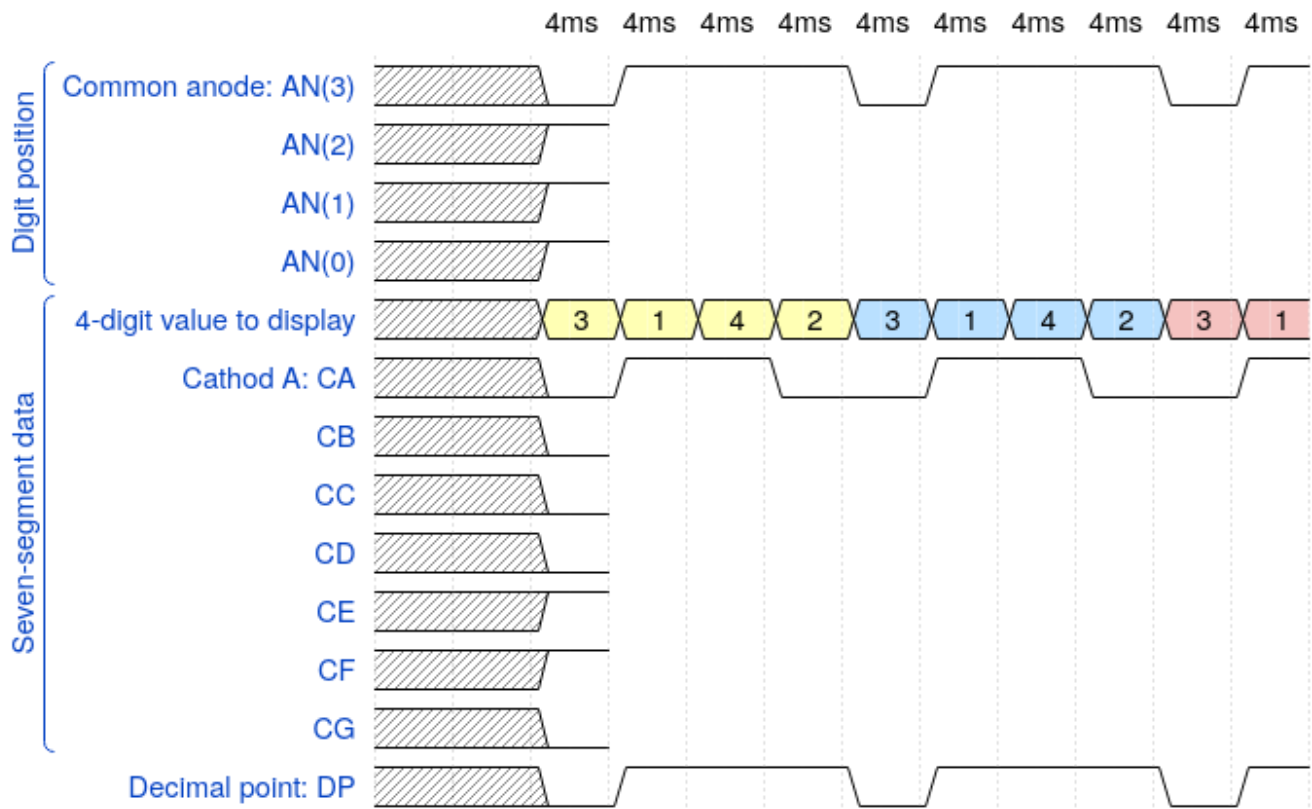 4ms 4ms 4ms 4ms 4ms 4ms 4ms 4ms 4ms 4ms
Digit position
Common anode: AN(3)
AN(2)
AN(1)
AN(0)
Seven-segment data
4-digit value to display 3 1 4 2 3 1 4 2 3 1
Cathod A: CA
CB
CC
CD
CE
CF
CG
Decimal point: DP